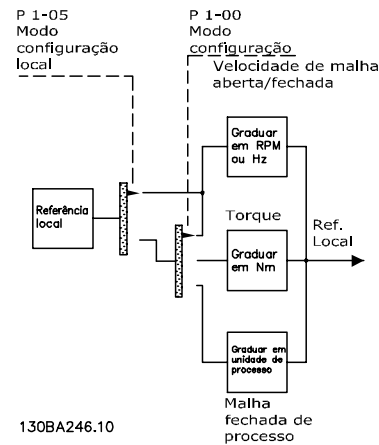 P 1-05
Modo
configuração
local
P 1-00
Modo
configuração
Velocidade de malha
aberta/fechada
Graduar
em RPM
ou Hz
Referência
local
Torque
Graduar
em Nm
Ref.
Local
Graduar em
unidade de
processo
Malha
fechada de
processo
130BA246.10